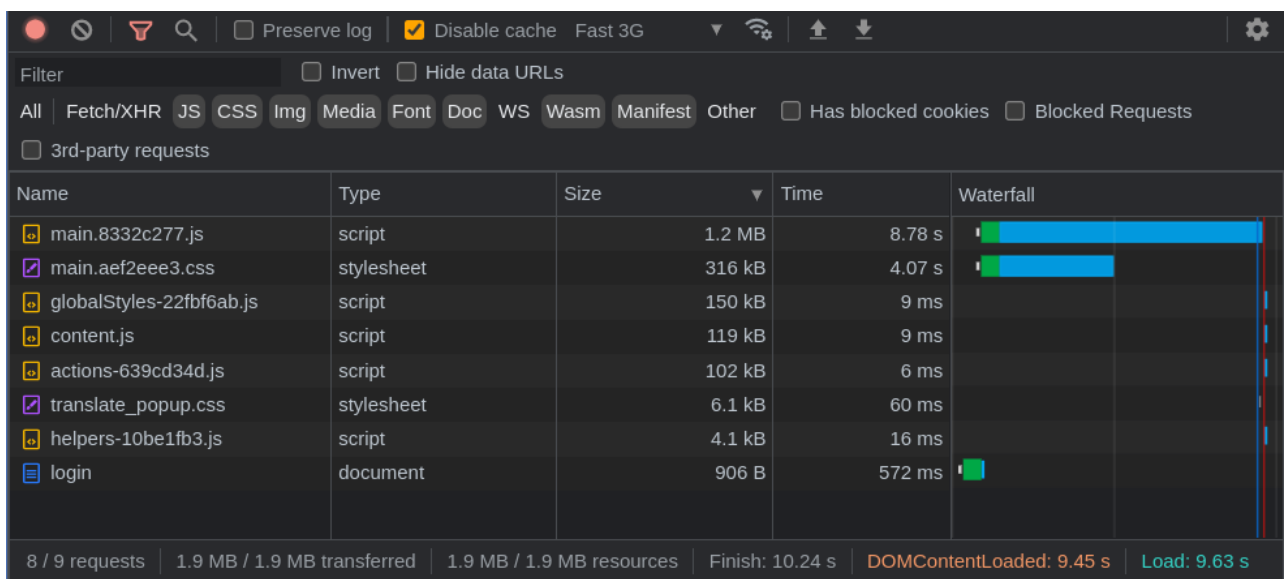 Preserve log Disable cache Fast 3G
Filter Invert Hide data URLs
All Fetch/XHR JS CSS Img Media Font Doc WS Wasm Manifest Other Has blocked cookies Blocked Requests
3rd-party requests
Name Type Size Time Waterfall
main.8332c277.js script 1.2 MB 8.78 s
main.aef2eee3.css stylesheet 316 kB 4.07 s
globalStyles-22fbf6ab.js script 150 kB 9 ms
content.js script 119 kB 9 ms
actions-639cd34d.js script 102 kB 6 ms
translate_popup.css stylesheet 6.1 kB 60 ms
helpers-10be1fb3.js script 4.1 kB 16 ms
login document 906 B 572 ms
8 / 9 requests 1.9 MB / 1.9 MB transferred 1.9 MB / 1.9 MB resources Finish: 10.24 s DOMContentLoaded: 9.45 s Load: 9.63 s